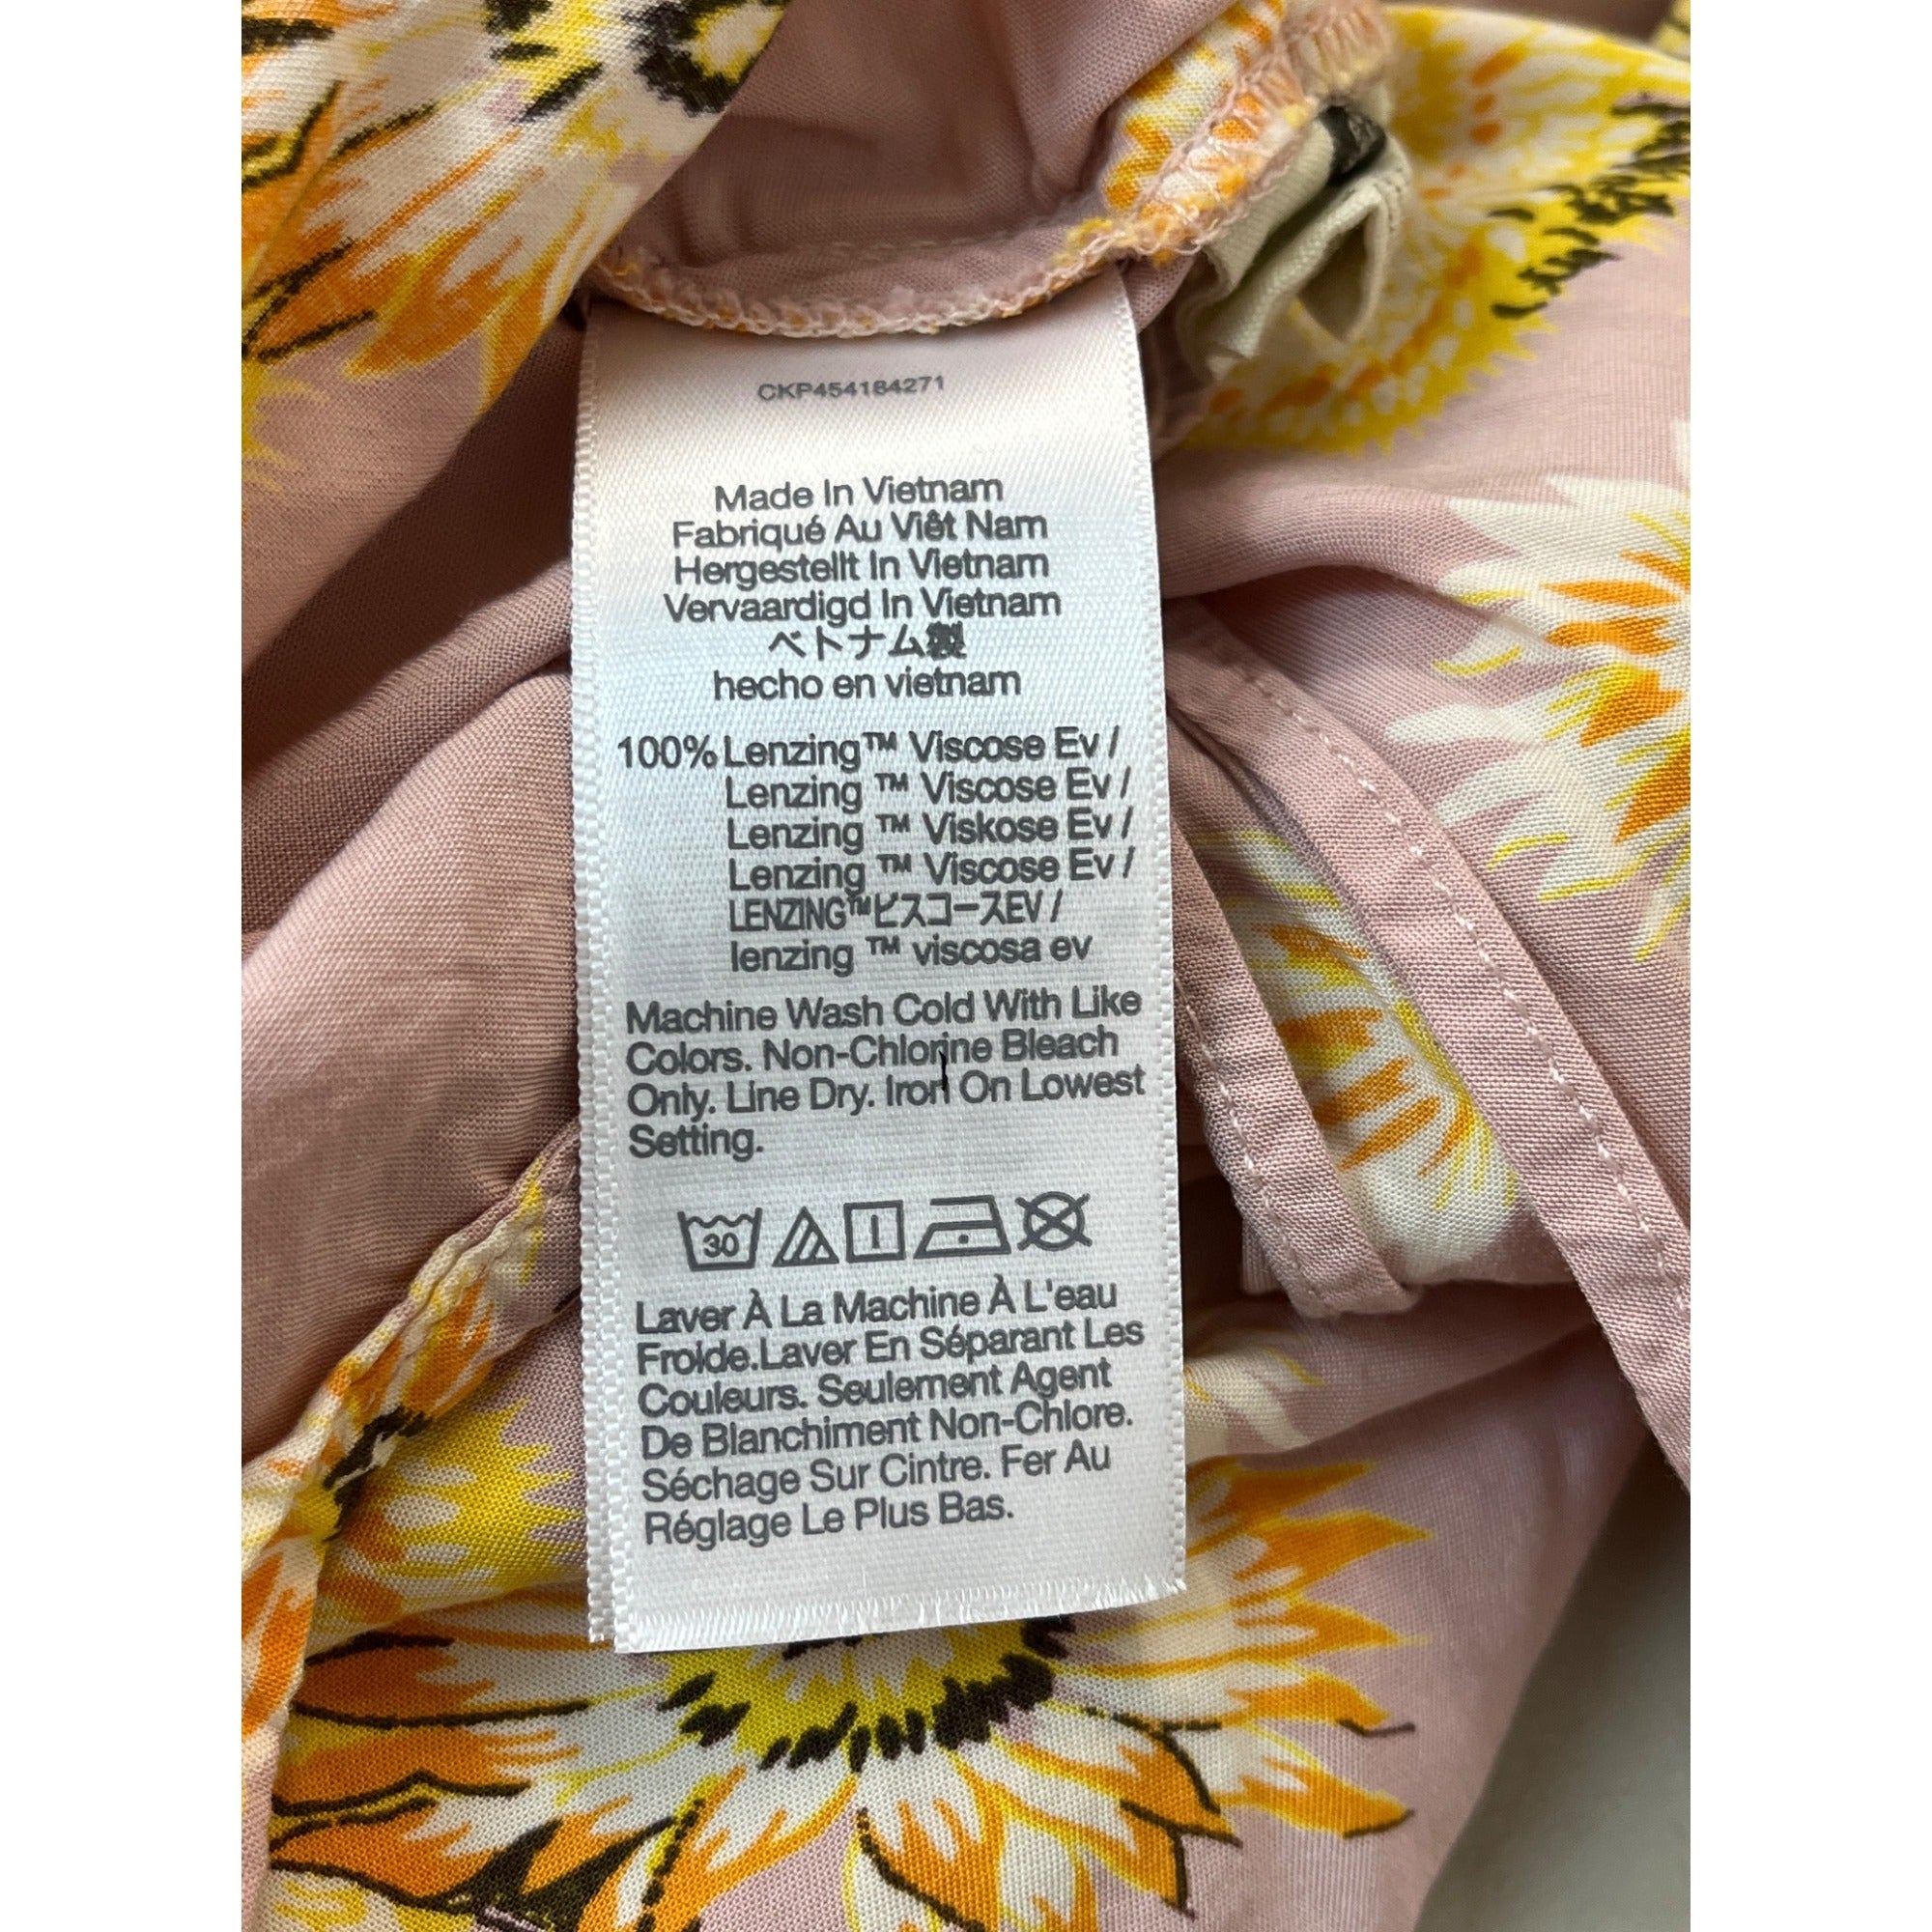 CKP454184271
Made In Vietnam
Fabriqué Au Viêt Nam
Hergestellt In Vietnam
Vervaardigd In Vietnam
ベトナム製
hecho en vietnam
100% Lenzing™ Viscose Ev /
Lenzing ™ Viscose Ev /
Lenzing ™ Viskose Ev /
Lenzing ™ Viscose Ev /
LENZING™ビスコースEV /
lenzing ™ viscosa ev
Machine Wash Cold With Like
Colors. Non-Chlorine Bleach
Only. Line Dry. Iron On Lowest
Setting.
30
Laver À La Machine À L'eau
Froide.Laver En Séparant Les
Couleurs. Seulement Agent
De Blanchiment Non-Chlore.
Séchage Sur Cintre. Fer Au
Réglage Le Plus Bas.